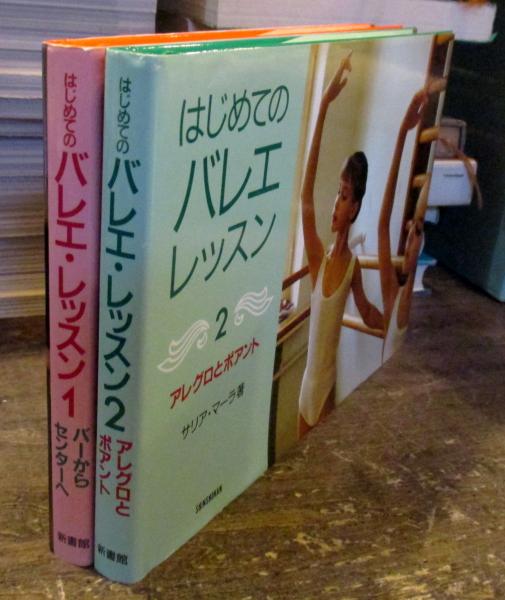 はじめての
バレエ・レッスン1
バーから
センターへ
新書館
はじめての
バレエ・レッスン2
アレグロと
ポアント
新書館
はじめての
バレエ
レッスン
2
アレグロとポアント
サリア・マーラ著
SHINSHOKAN